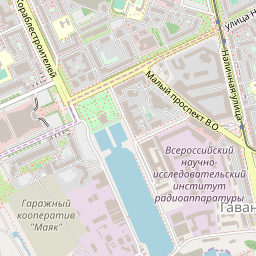 Кораблестроителей
улица Н
Наличная улица
Малый проспект В.О.
Всероссийский
научно-
исследовательский
институт
радиоаппаратуры
Гаражный
кооператив
"Маяк"
Гаван